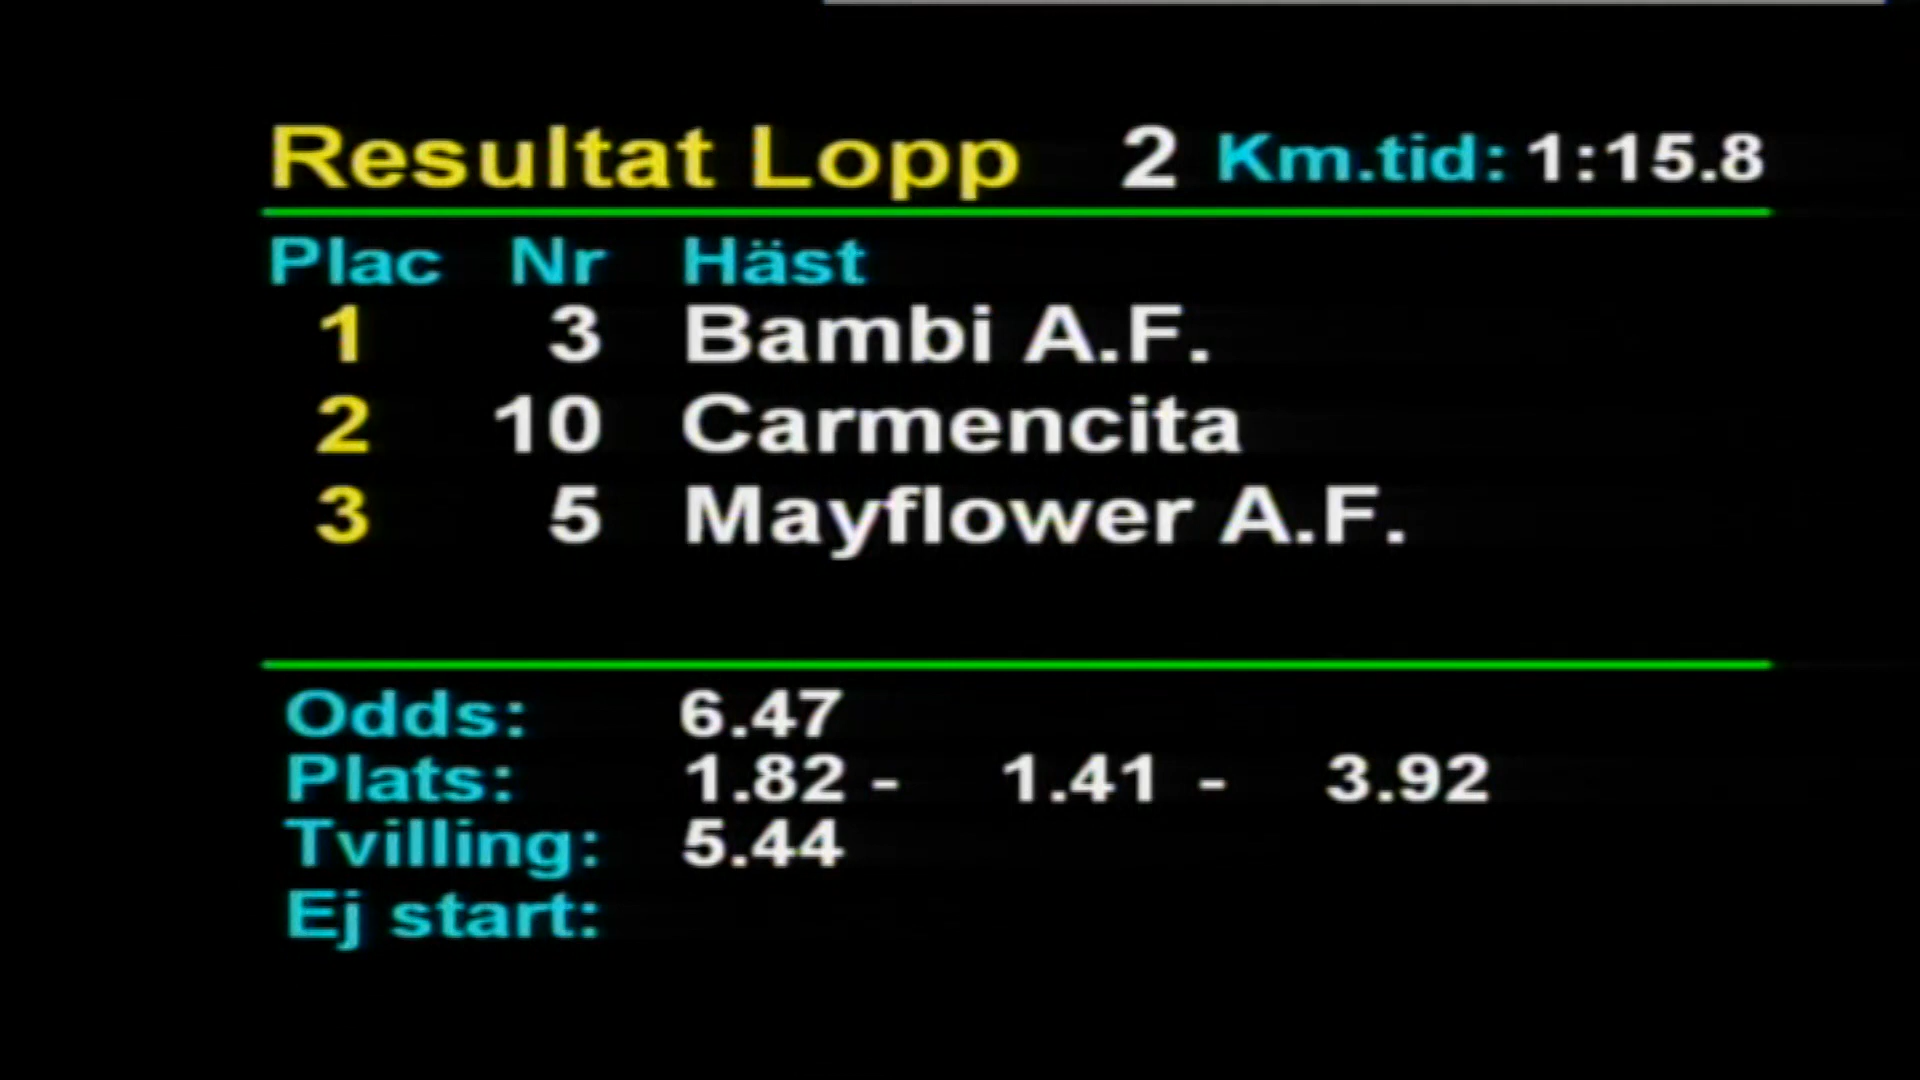 Resultat Lopp 2 Km.tid: 1:15.8
Plac Nr Häst
1 3 Bambi A.F.
2 10 Carmencita
3 5 Mayflower A.F.
Odds: 6.47
Plats: 1.82 - 1.41 - 3.92
Tvilling: 5.44
Ej start: